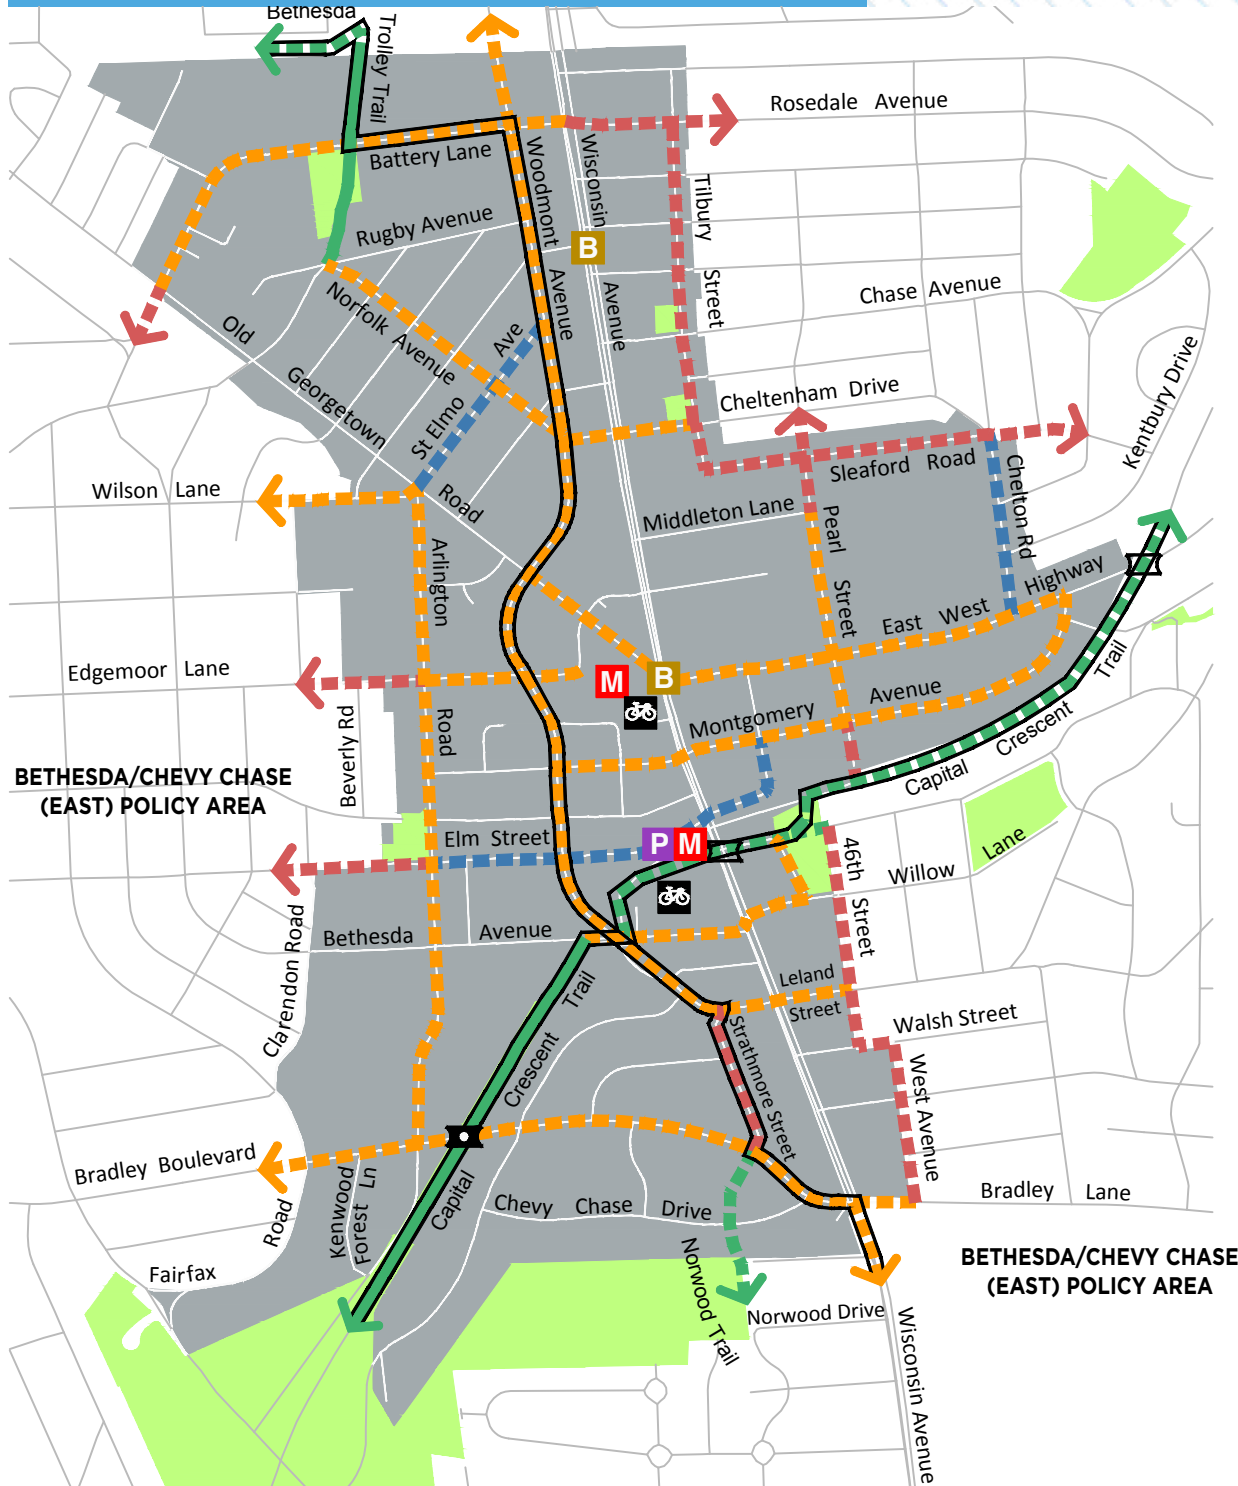 Bethesda
Trolley Trail
Rosedale Avenue
Battery Lane
Woodmont
Avenue
Wisconsin
Avenue
Tilbury
Street
B
Rugby Avenue
Chase Avenue
Norfolk Avenue
Old
Georgetown
Road
St Elmo
Ave
Kentbury Drive
Cheltenham Drive
Sleaford Road
Chelton Rd
Wilson Lane
Middleton Lane
Pearl
Street
Arlington
Road
Highway
East West
Edgemoor Lane
M
B
Avenue
Montgomery
Trail
Crescent
Capital
Beverly Rd
BETHESDA/CHEVY CHASE
(EAST) POLICY AREA
Elm Street
P
M
46th
Street
Willow
Lane
Clarendon Road
Bethesda
Avenue
Leland
Street
Trail
Crescent
Capital
Walsh Street
Strathmore Street
West Avenue
Bradley Boulevard
Road
Kenwood
Forest Ln
Chevy Chase Drive
Bradley Lane
Fairfax
Norwood Trail
BETHESDA/CHEVY CHASE
(EAST) POLICY AREA
Norwood Drive
Wisconsin Avenue